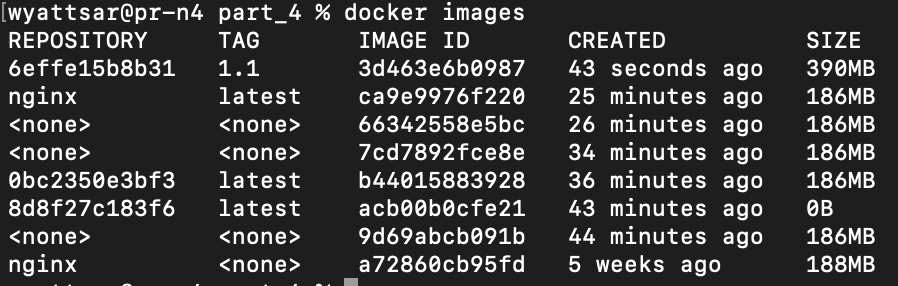 [wyattsar@pr-n4 part_4 % docker images
REPOSITORY TAG IMAGE ID CREATED SIZE
6effe15b8b31 1.1 3d463e6b0987 43 seconds ago 390MB
nginx latest ca9e9976f220 25 minutes ago 186MB
<none> <none> 66342558e5bc 26 minutes ago 186MB
<none> <none> 7cd7892fce8e 34 minutes ago 186MB
0bc2350e3bf3 latest b44015883928 36 minutes ago 186MB
8d8f27c183f6 latest acb00b0cfe21 43 minutes ago 0B
<none> <none> 9d69abcb091b 44 minutes ago 186MB
nginx <none> a72860cb95fd 5 weeks ago 188MB